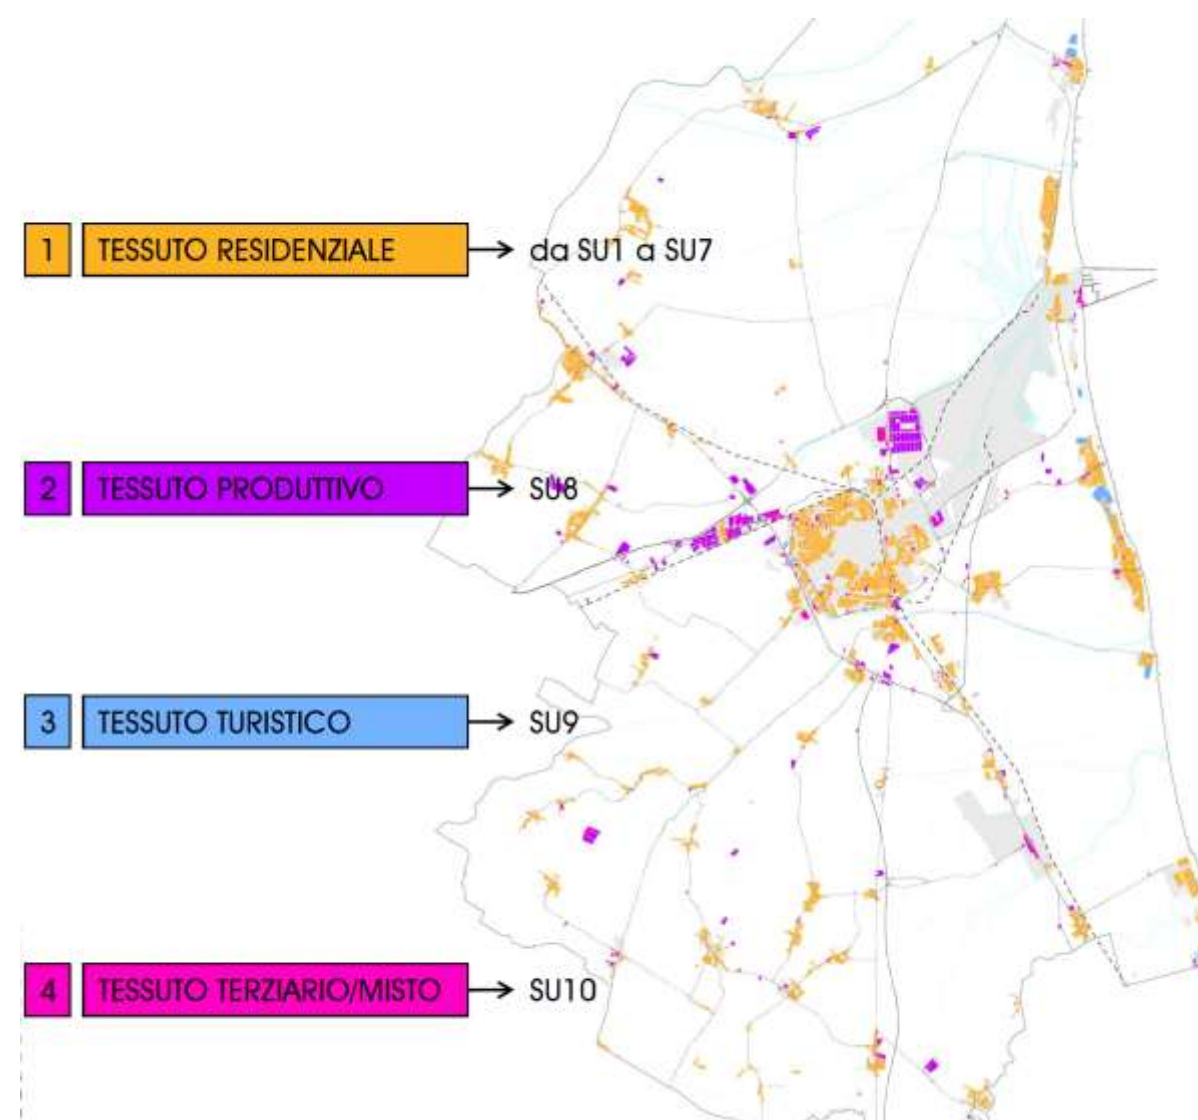 1 TESSUTO RESIDENZIALE → da SU1 a SU7
2 TESSUTO PRODUTTIVO → SU8
3 TESSUTO TURISTICO → SU9
4 TESSUTO TERZIARIO/MISTO → SU10